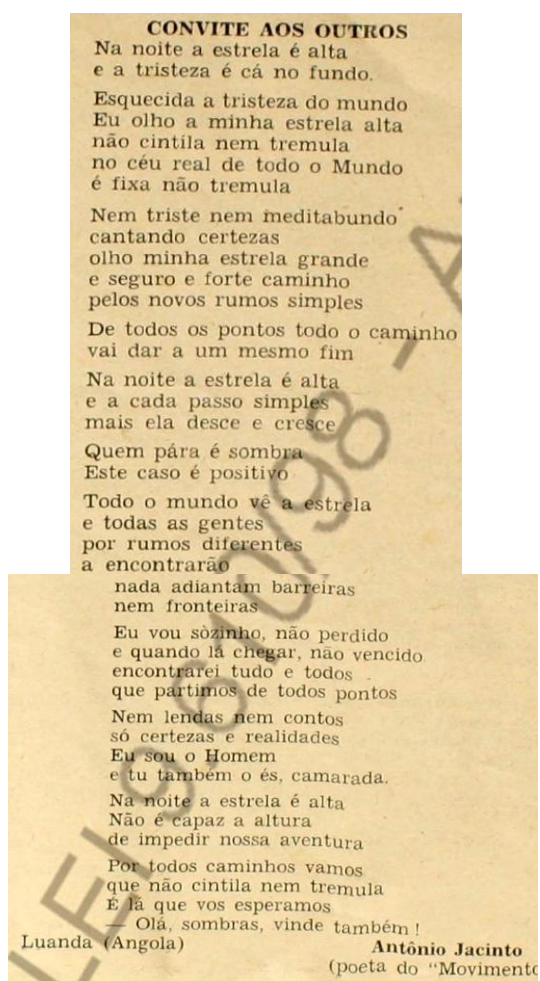 CONVITE AOS OUTROS
Na noite a estrela é alta
e a tristeza é cá no fundo.
Esquecida a tristeza do mundo
Eu olho a minha estrela alta
não cintila nem tremula
no céu real de todo o Mundo
é fixa não tremula
Nem triste nem meditabundo
cantando certezas
olho minha estrela grande
e seguro e forte caminho
pelos novos rumos simples
De todos os pontos todo o caminho
vai dar a um mesmo fim
Na noite a estrela é alta
e a cada passo simples
mais ela desce e cresce
Quem pára é sombra
Este caso é positivo
Todo o mundo vê a estrela
e todas as gentes
por rumos diferentes
a encontrarão
nada adiantam barreiras
nem fronteiras
Eu vou sòzinho, não perdido
e quando lá chegar, não vencido
encontrarei tudo e todos
que partimos de todos pontos
Nem lendas nem contos
só certezas e realidades
Eu sou o Homem
e tu também o és, camarada.
Na noite a estrela é alta
Não é capaz a altura
de impedir nossa aventura
Por todos caminhos vamos
que não cintila nem tremula
É lá que vos esperamos
— Olá, sombras, vinde também !
Luanda (Angola)
Antônio Jacinto
(poeta do "Movimento
LEI 9.610/98 - A